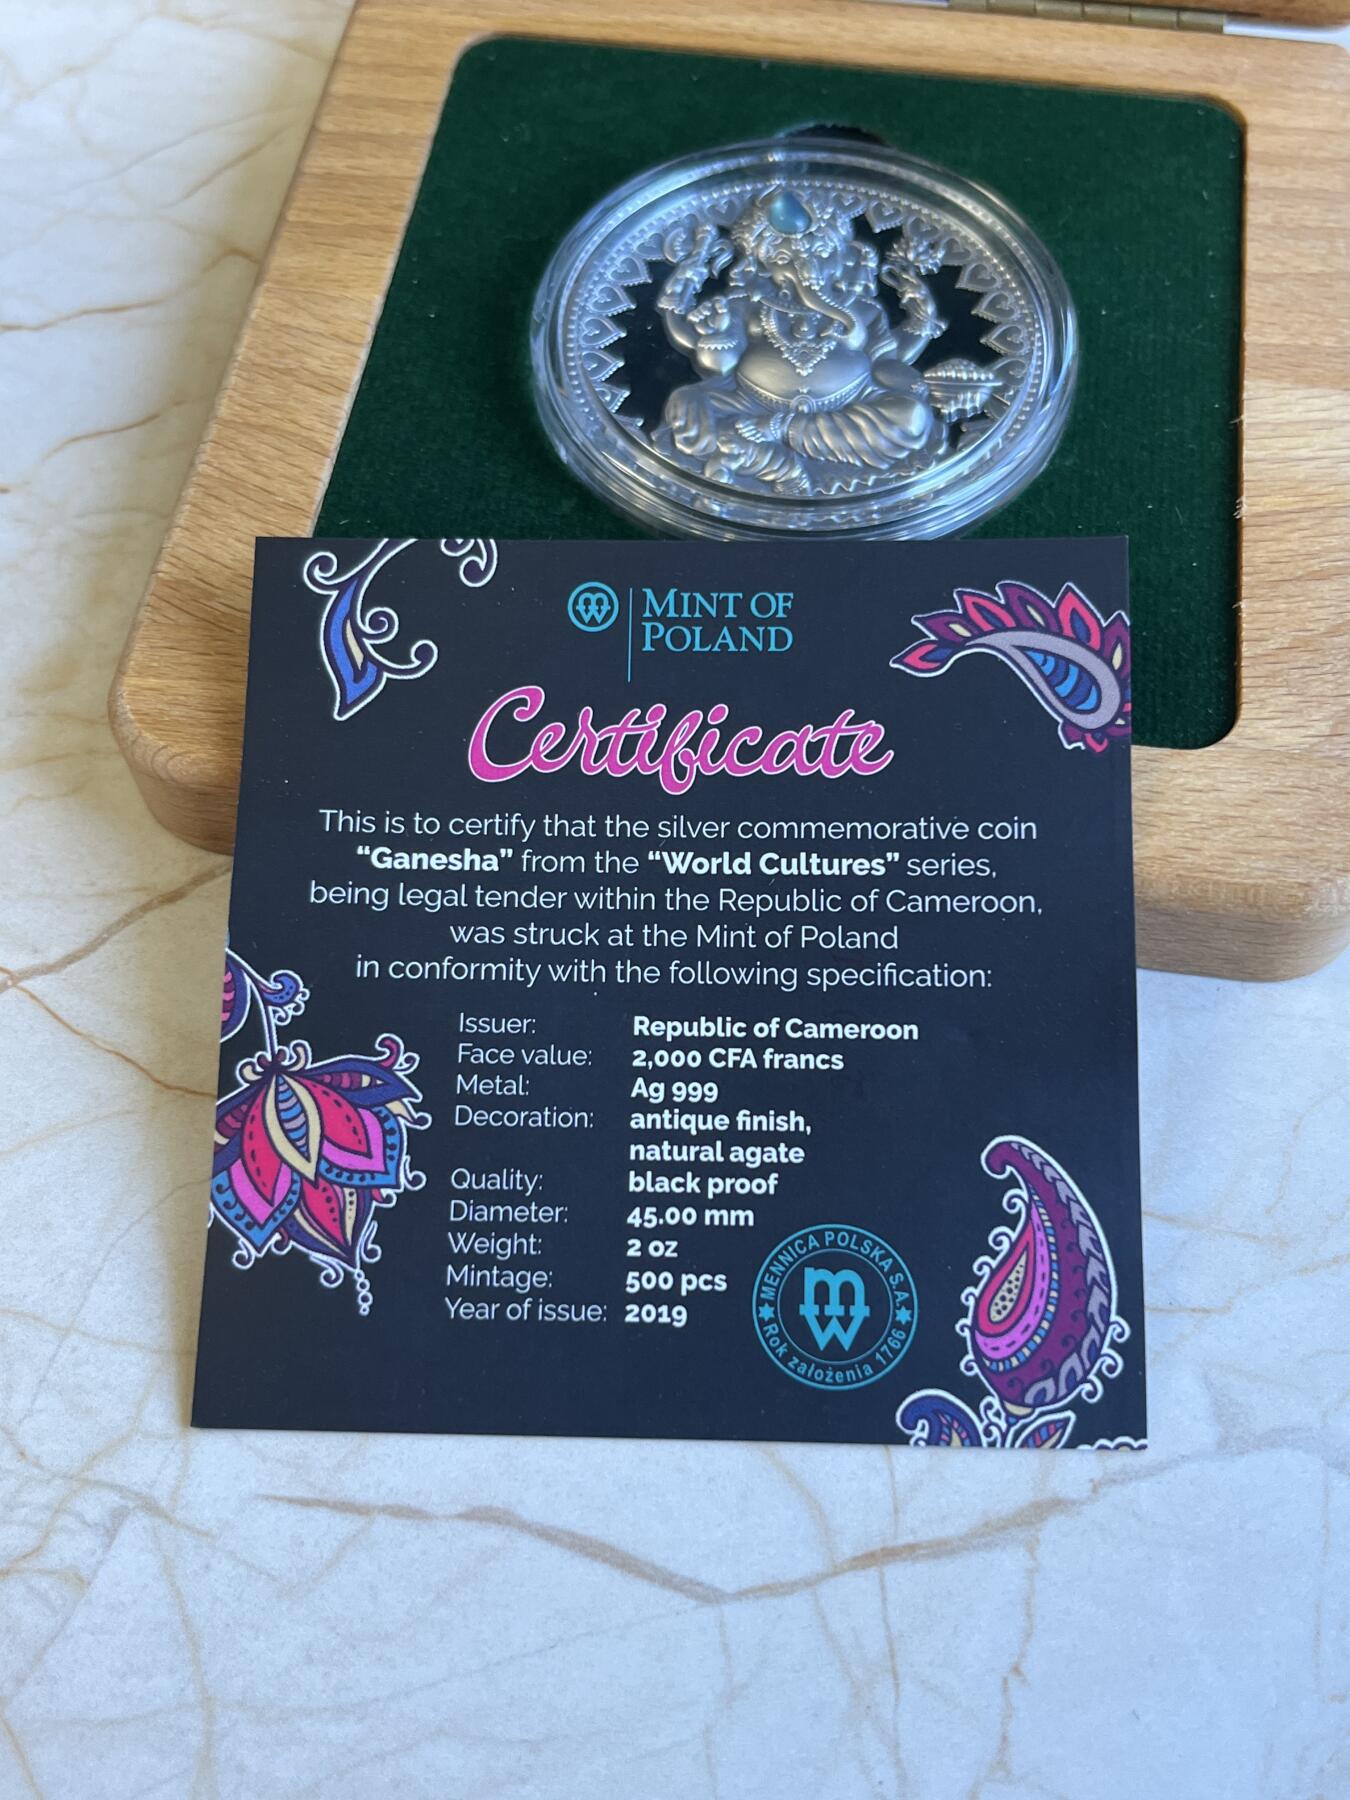 MINT OF
POLAND
Certificate
This is to certify that the silver commemorative coin
“Ganesha” from the “World Cultures” series,
being legal tender within the Republic of Cameroon,
was struck at the Mint of Poland
in conformity with the following specification:
Issuer: Republic of Cameroon
Face value: 2,000 CFA francs
Metal: Ag 999
Decoration: antique finish,
natural agate
Quality: black proof
Diameter: 45.00 mm
Weight: 2 oz
Mintage: 500 pcs
Year of issue: 2019
MENNICA POLSKA S.A.
Rok założenia 1766